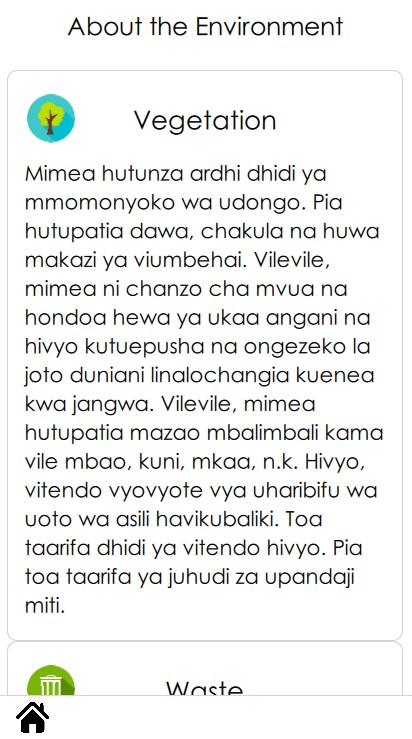 About the Environment
Vegetation
Mimea hutunza ardhi dhidi ya
mmomonyoko wa udongo. Pia
hutupatia dawa, chakula na huwa
makazi ya viumbehai. Vilevile,
mimea ni chanzo cha mvua na
hondoa hewa ya ukaa angani na
hivyo kutuepusha na ongezeko la
joto duniani linalochangia kuenea
kwa jangwa. Vilevile, mimea
hutupatia mazao mbalimbali kama
vile mbao, kuni, mkaa, n.k. Hivyo,
vitendo vyovyote vya uharibifu wa
uoto wa asili havikubaliki. Toa
taarifa dhidi ya vitendo hivyo. Pia
toa taarifa ya juhudi za upandaji
miti.
Waste